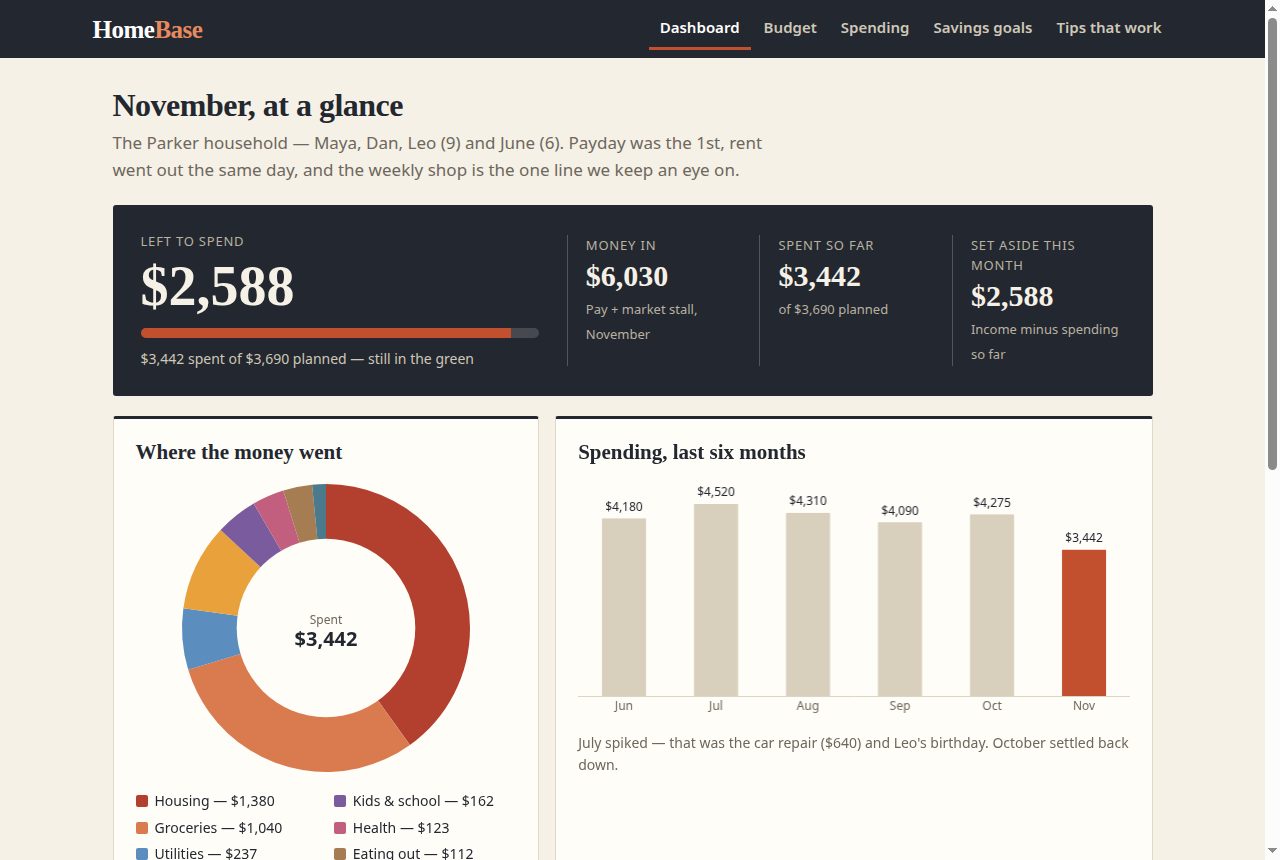 HomeBase
Dashboard
Budget
Spending
Savings goals
Tips that work
November, at a glance
The Parker household — Maya, Dan, Leo (9) and June (6). Payday was the 1st, rent
went out the same day, and the weekly shop is the one line we keep an eye on.
LEFT TO SPEND
$2,588
$3,442 spent of $3,690 planned — still in the green
MONEY IN
$6,030
Pay + market stall,
November
SPENT SO FAR
$3,442
of $3,690 planned
SET ASIDE THIS
MONTH
$2,588
Income minus spending
so far
Where the money went
Spent
$3,442
Housing — $1,380
Kids & school — $162
Groceries — $1,040
Health — $123
Utilities — $237
Eating out — $112
Spending, last six months
$4,180
$4,520
$4,310
$4,090
$4,275
$3,442
Jun
Jul
Aug
Sep
Oct
Nov
July spiked — that was the car repair ($640) and Leo's birthday. October settled back
down.